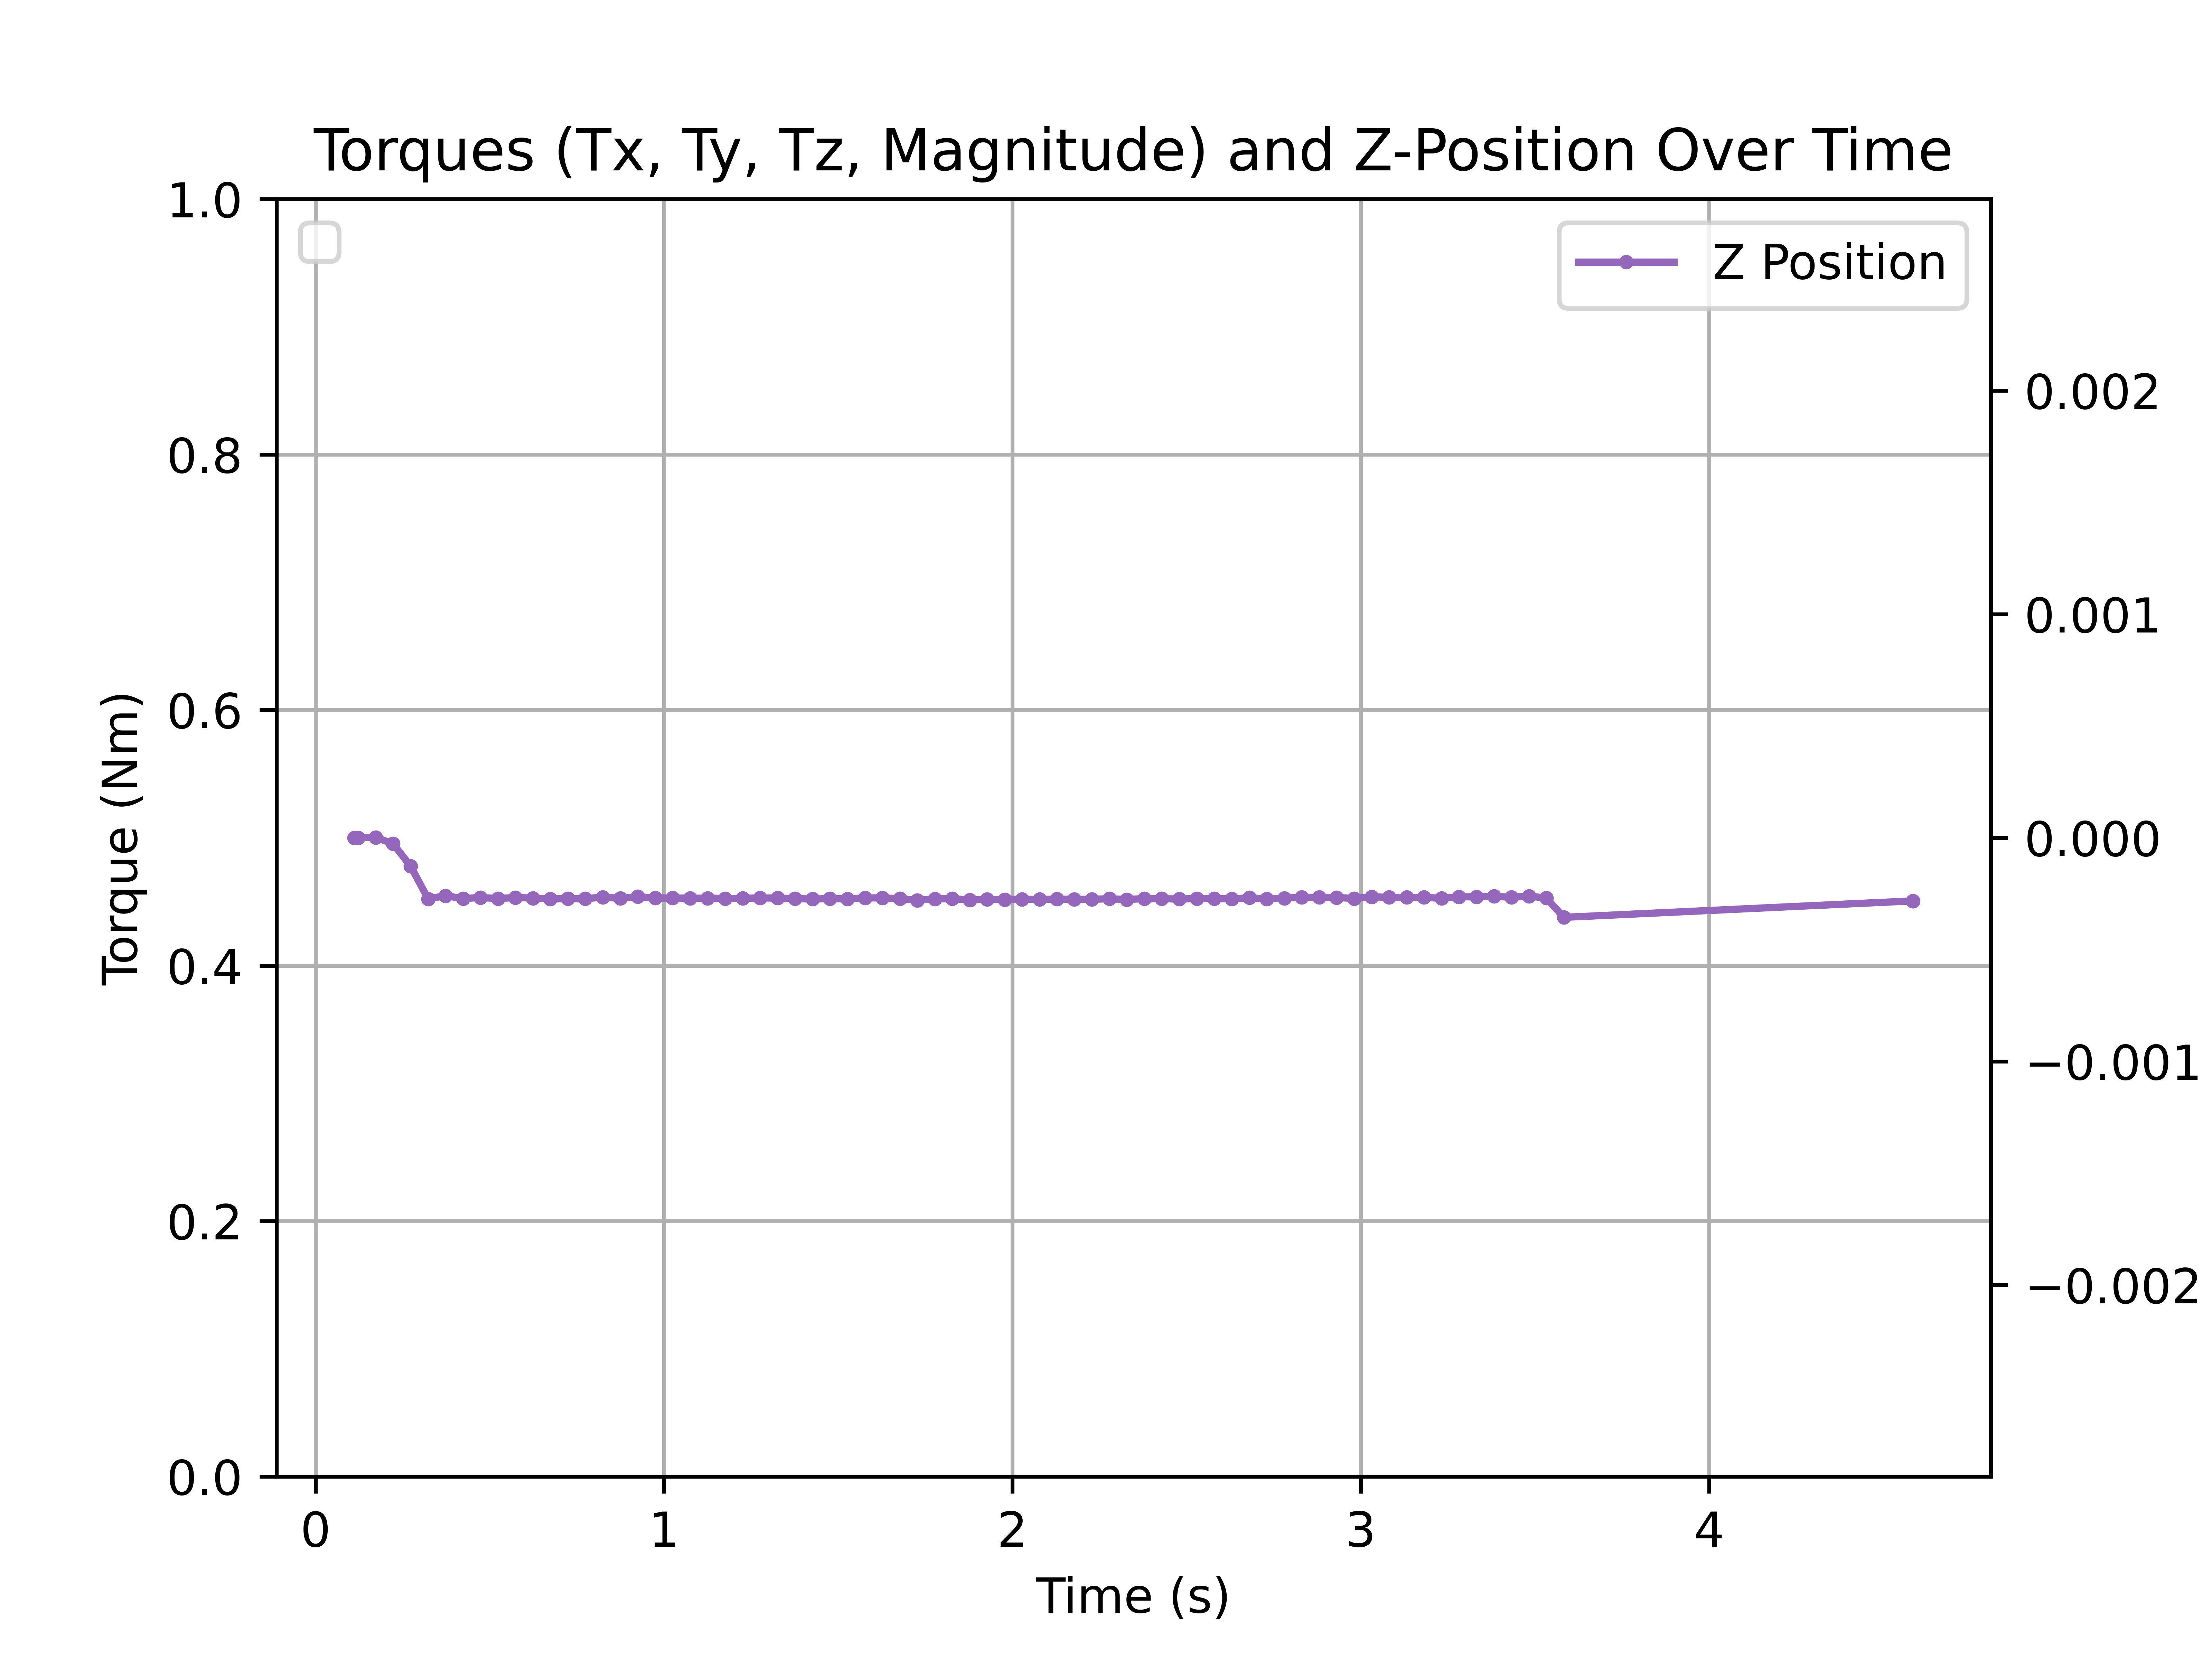 Torques (Tx, Ty, Tz, Magnitude) and Z-Position Over Time
Z Position
1.0
0.8
0.6
0.4
0.2
0.0
Torque (Nm)
0.002
0.001
0.000
−0.001
−0.002
0 1 2 3 4
Time (s)